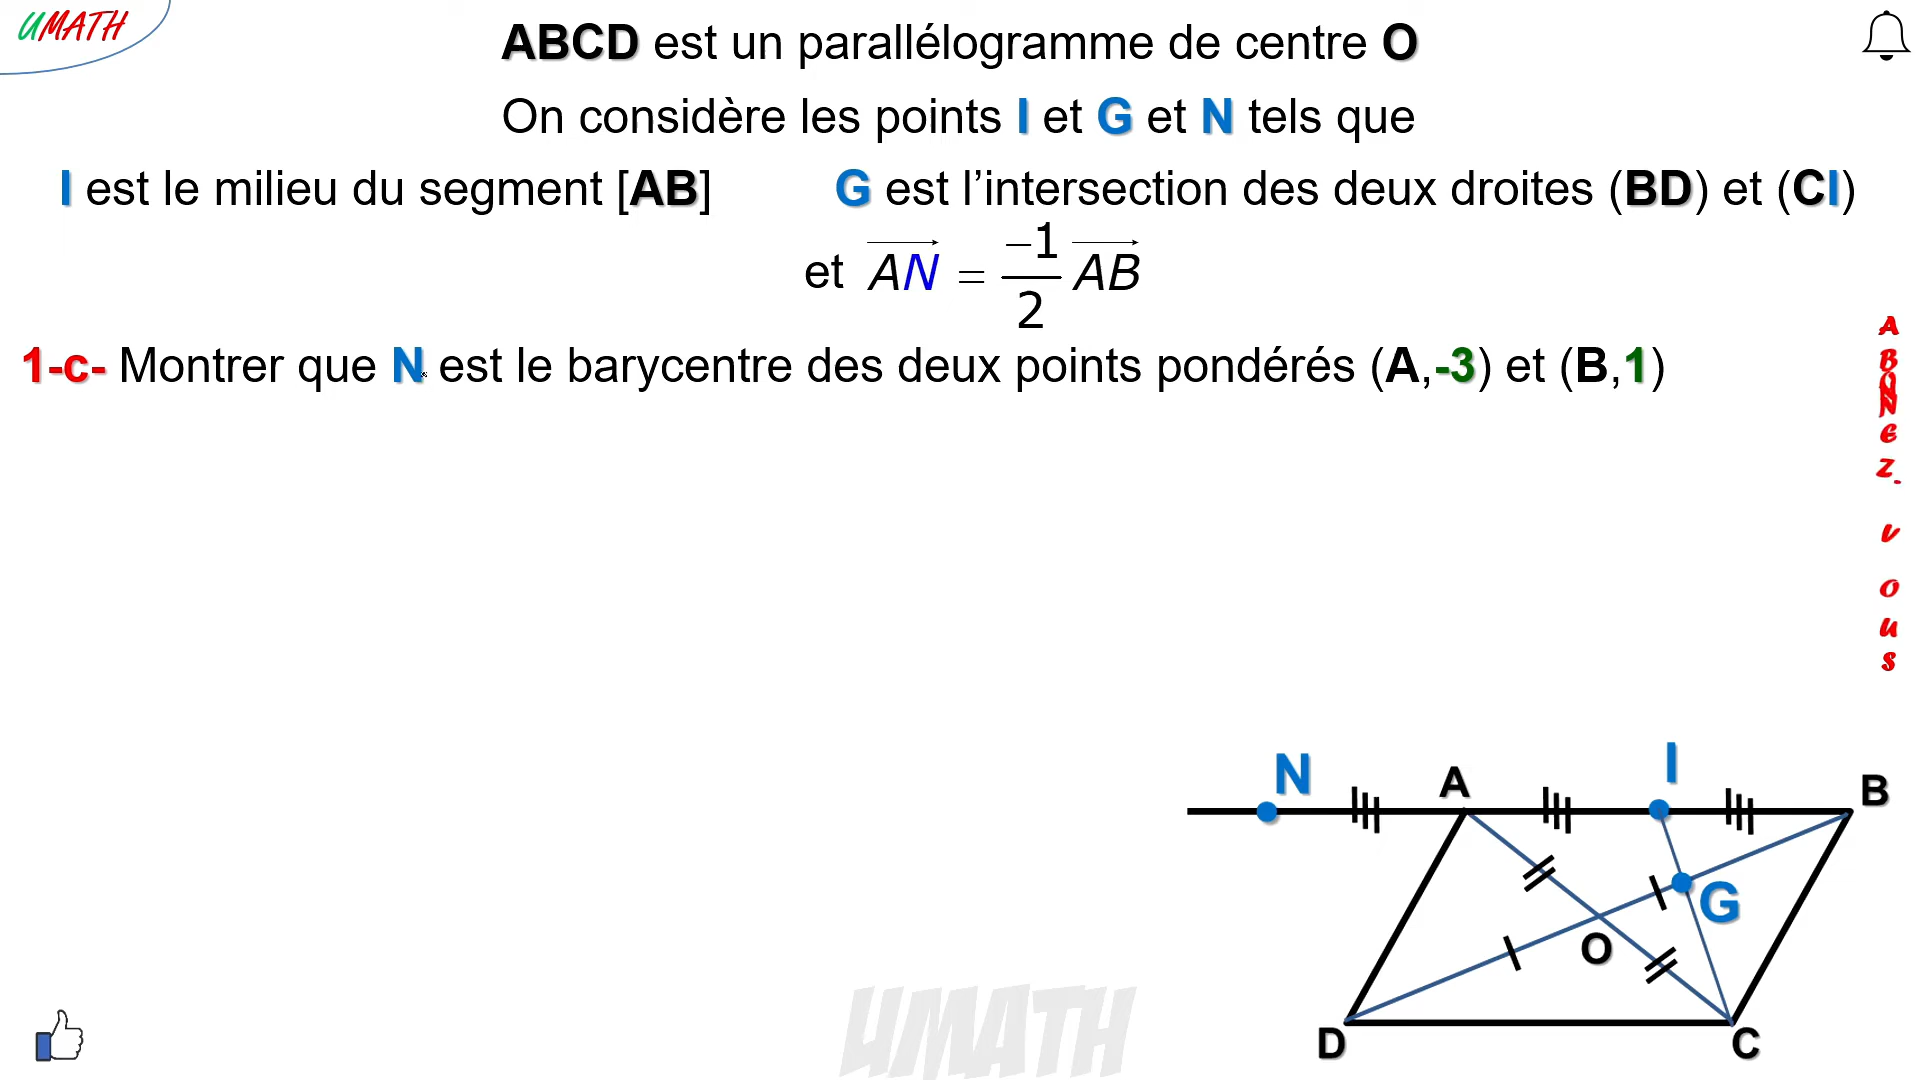 UMATH
ABCD est un parallélogramme de centre O
On considère les points I et G et N tels que
I est le milieu du segment [AB] G est l’intersection des deux droites (BD) et (CI)
et AN = -1/2 AB
1-c- Montrer que N est le barycentre des deux points pondérés (A,-3) et (B,1)
ABONNEZ-VOUS
N A I B
G
O
D C
UMATH